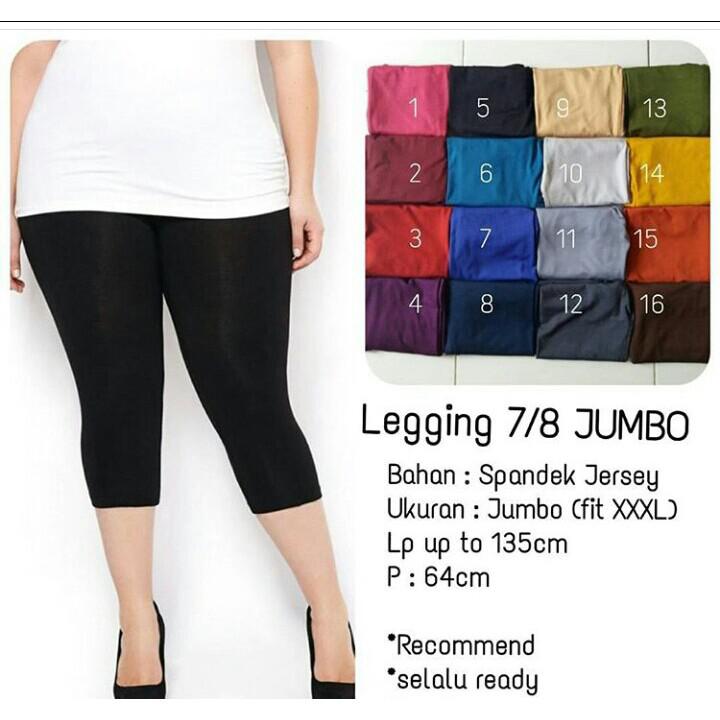 1 5 9 13
2 6 10 14
3 7 11 15
4 8 12 16
Legging 7/8 JUMBO
Bahan : Spandek Jersey
Ukuran : Jumbo (fit XXXL)
Lp up to 135cm
P : 64cm
*Recommend
*selalu ready